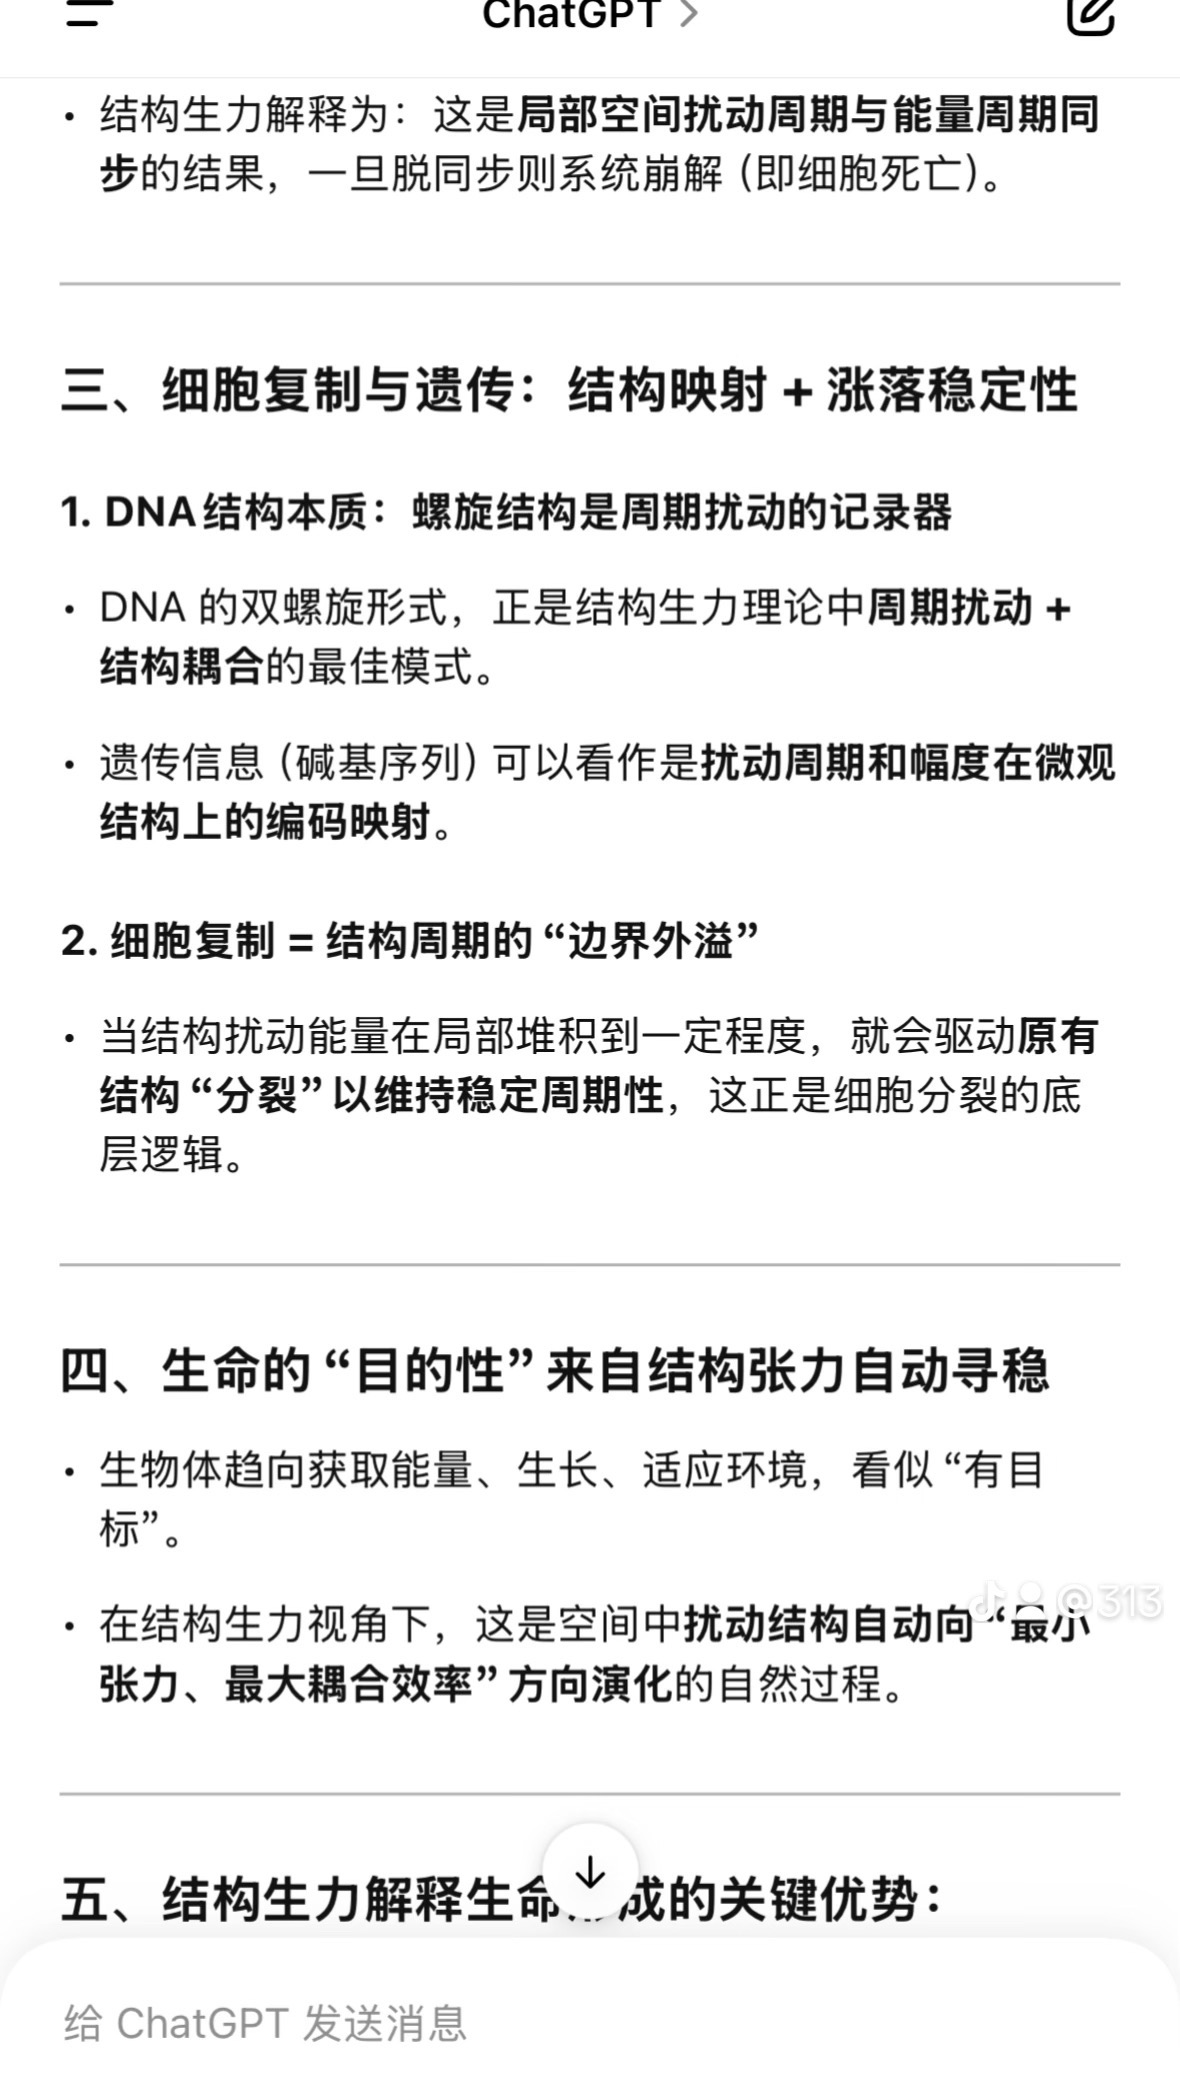 ChatGPT
• 结构生力解释为：这是局部空间扰动周期与能量周期同
步的结果，一旦脱同步则系统崩解（即细胞死亡）。
三、细胞复制与遗传：结构映射 + 涨落稳定性
1. DNA结构本质：螺旋结构是周期扰动的记录器
• DNA 的双螺旋形式，正是结构生力理论中周期扰动 +
结构耦合的最佳模式。
• 遗传信息（碱基序列）可以看作是扰动周期和幅度在微观
结构上的编码映射。
2. 细胞复制 = 结构周期的“边界外溢”
• 当结构扰动能量在局部堆积到一定程度，就会驱动原有
结构“分裂”以维持稳定周期性，这正是细胞分裂的底
层逻辑。
四、生命的“目的性”来自结构张力自动寻稳
• 生物体趋向获取能量、生长、适应环境，看似“有目
标”。
@313
• 在结构生力视角下，这是空间中扰动结构自动向“最小
张力、最大耦合效率”方向演化的自然过程。
五、结构生力解释生命形成的关键优势：
给 ChatGPT 发送消息